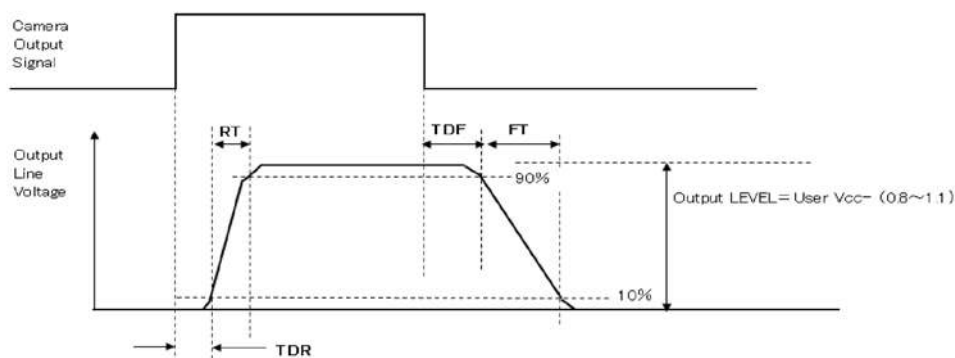 Camera
Output
Signal
RT
TDF
FT
Output
Line
Voltage
90%
Output LEVEL=User Vcc- (0.8～1.1)
10%
TDR